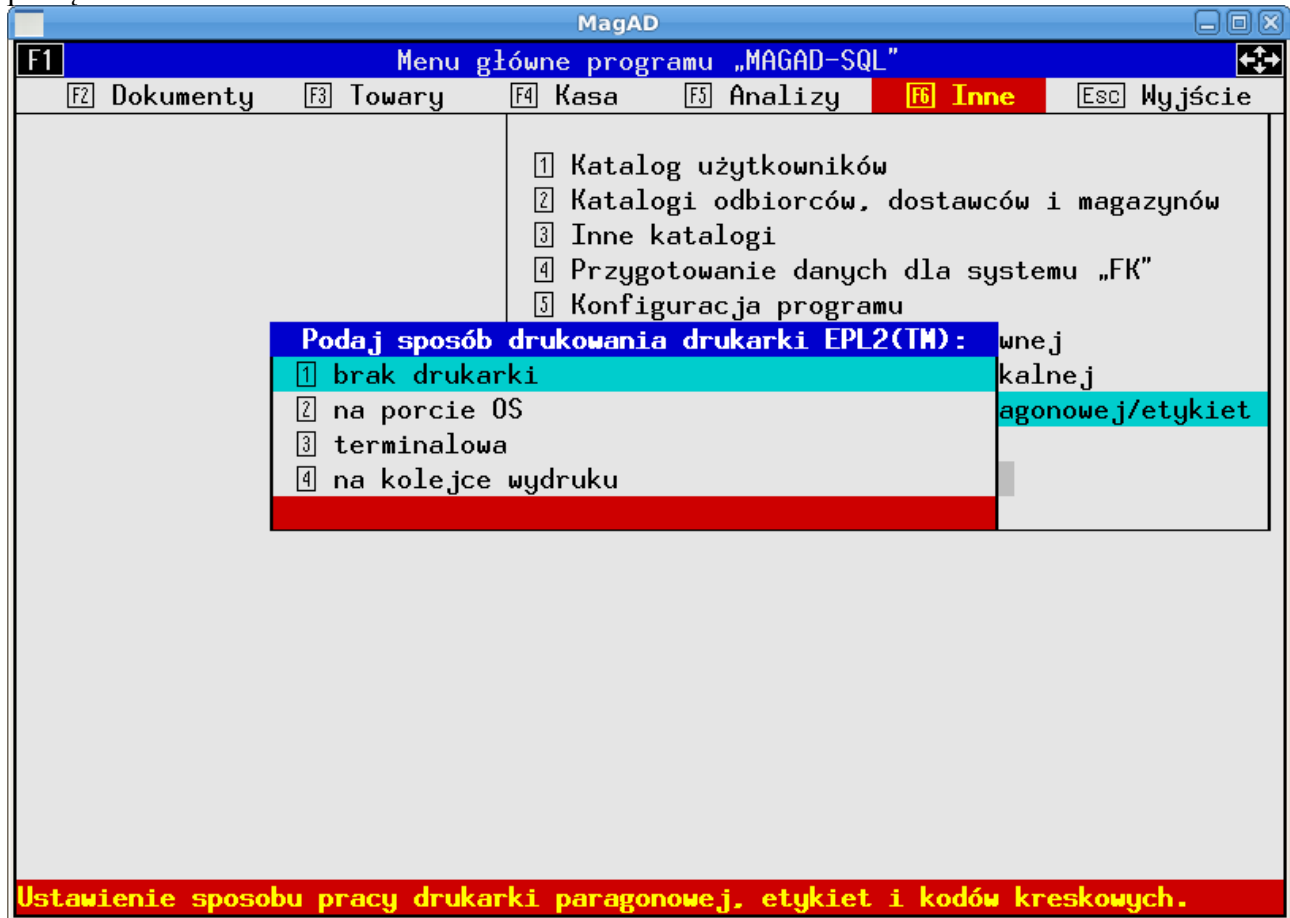 MagAD
F1 Menu główne programu „MAGAD-SQL”
F2 Dokumenty F3 Towary F4 Kasa F5 Analizy F6 Inne Esc Wyjście
1 Katalog użytkowników
2 Katalogi odbiorców, dostawców i magazynów
3 Inne katalogi
4 Przygotowanie danych dla systemu „FK”
5 Konfiguracja programu
Podaj sposób drukowania drukarki EPL2(TM): wnej
1 brak drukarki kalnej
2 na porcie OS agonowej/etykiet
3 terminalowa
4 na kolejce wydruku
Ustawienie sposobu pracy drukarki paragonowej, etykiet i kodów kreskowych.